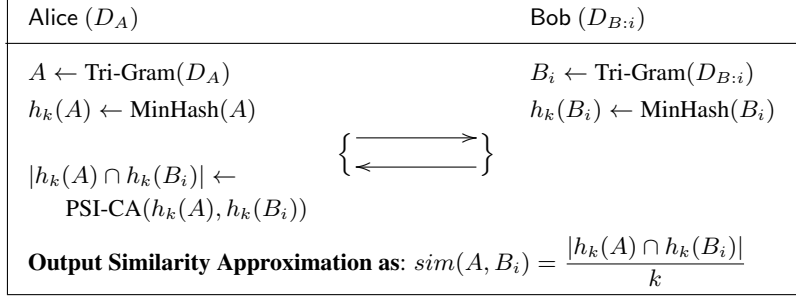 Alice (D_A) Bob (D_{B:i})
A ← Tri-Gram(D_A) B_i ← Tri-Gram(D_{B:i})
h_k(A) ← MinHash(A) h_k(B_i) ← MinHash(B_i)
|h_k(A) ∩ h_k(B_i)| ←
PSI-CA(h_k(A), h_k(B_i))
Output Similarity Approximation as: sim(A, B_i) = |h_k(A) ∩ h_k(B_i)| / k